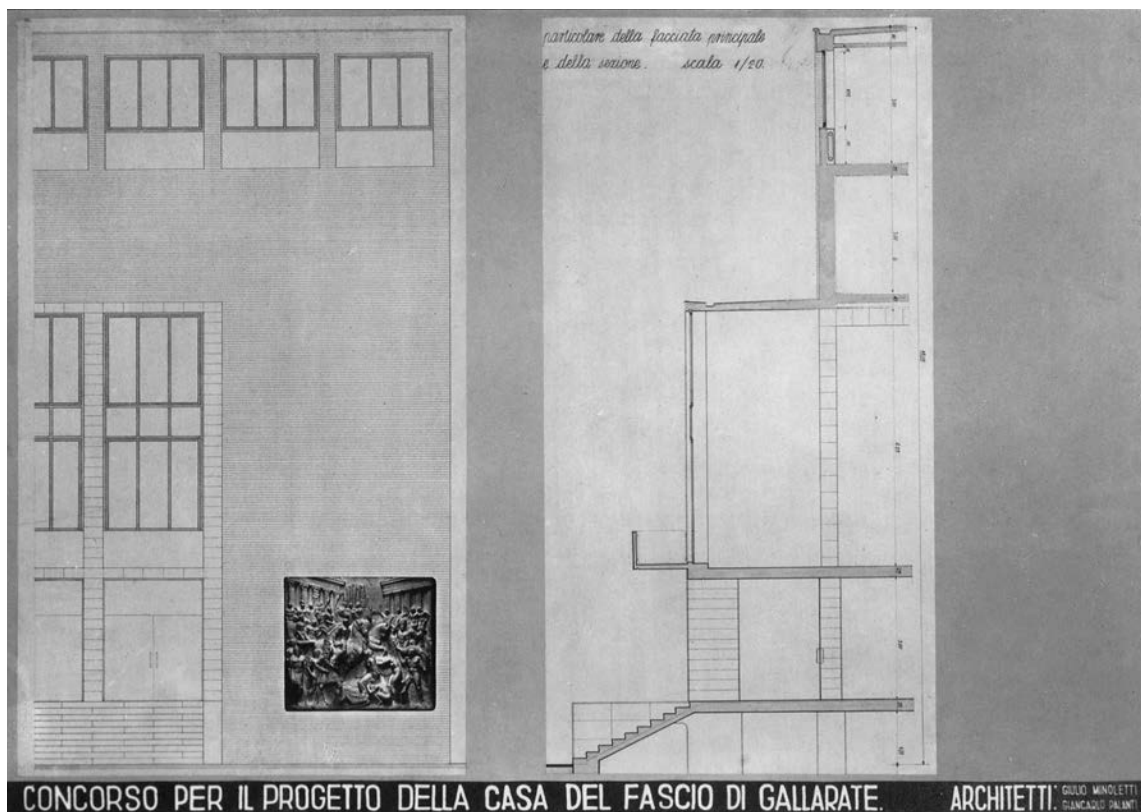 particolare della facciata principale
e della sezione. scala 1/20.
CONCORSO PER IL PROGETTO DELLA CASA DEL FASCIO DI GALLARATE. ARCHITETTI
GIULIO MINOLETTI
GIANCARLO PALANTI